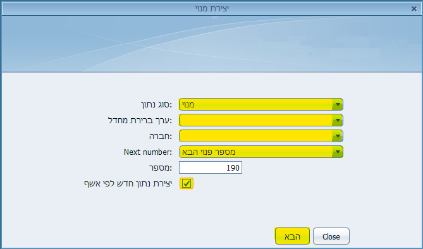 יצירת מנוי
סוג נתון: מנוי
ערך ברירת מחדל:
חברה:
Next number: מספר פנוי הבא
מספר: 190
יצירת נתון חדש לפי אשף
הבא Close